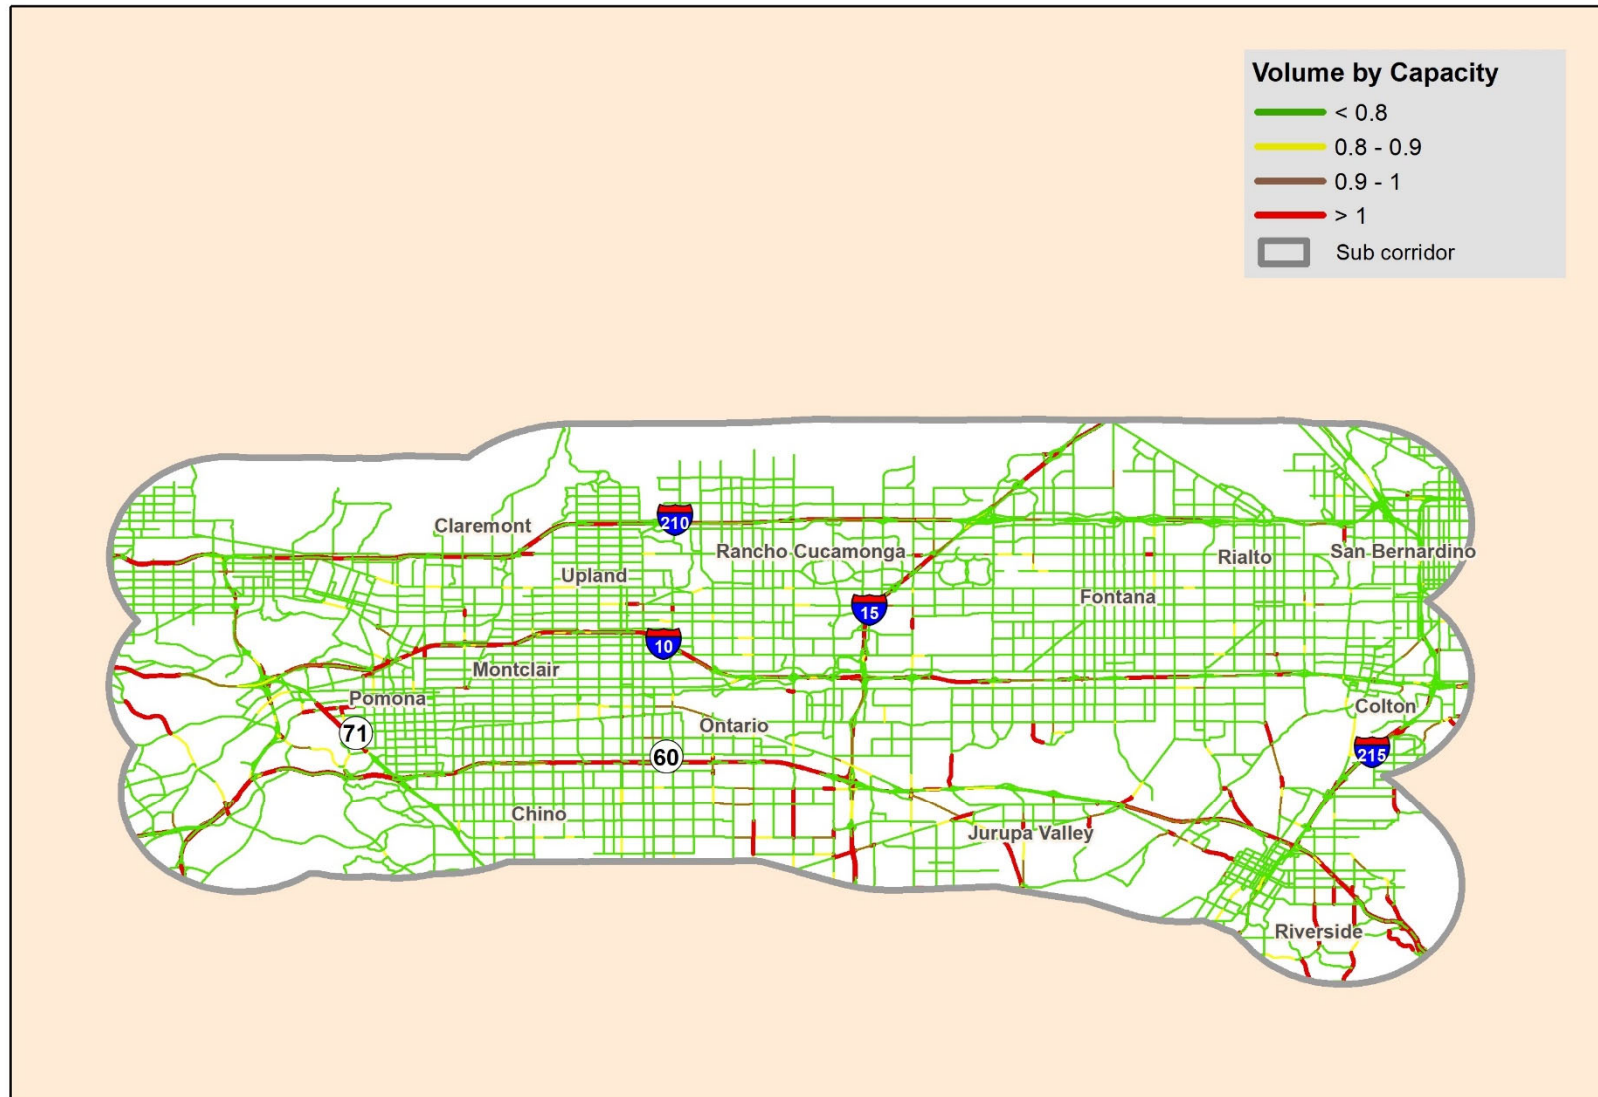 Volume by Capacity
< 0.8
0.8 - 0.9
0.9 - 1
> 1
Sub corridor
210
Claremont
Rancho Cucamonga
Rialto
San Bernardino
Upland
15
Fontana
10
Montclair
Pomona
Colton
71
Ontario
60
215
Chino
Jurupa Valley
Riverside